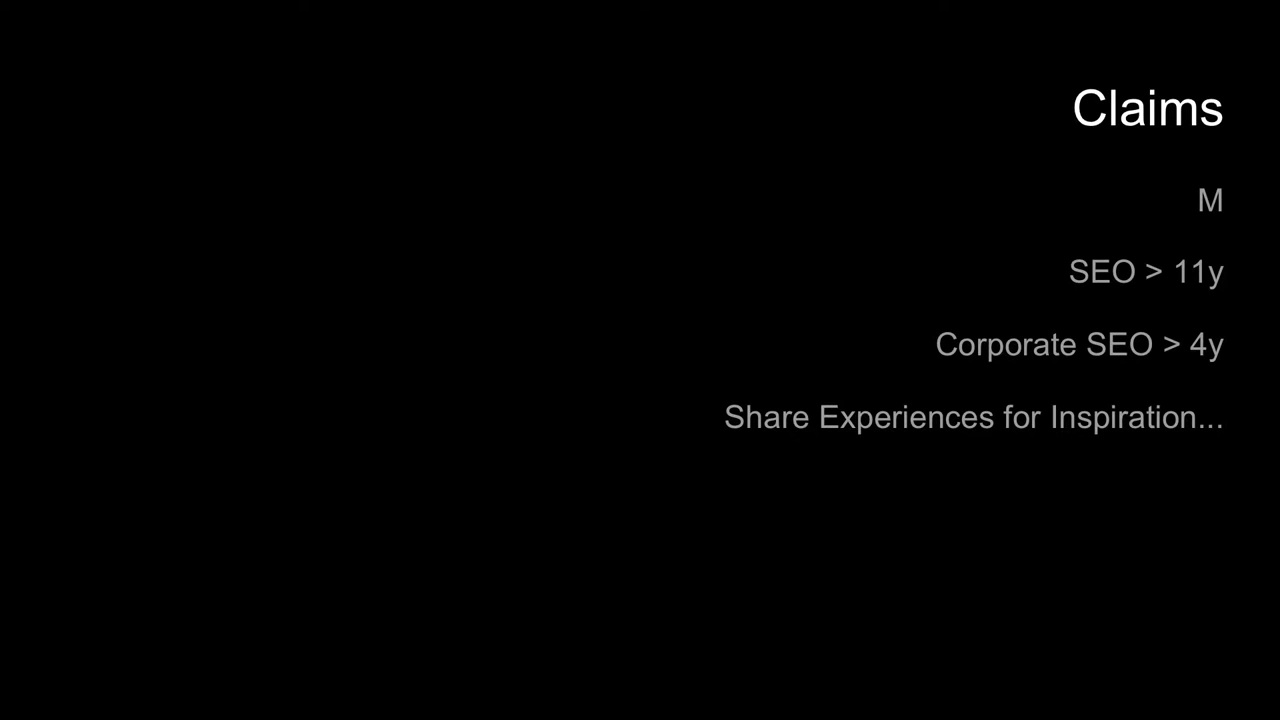 Claims
M
SEO > 11y
Corporate SEO > 4y
Share Experiences for Inspiration...